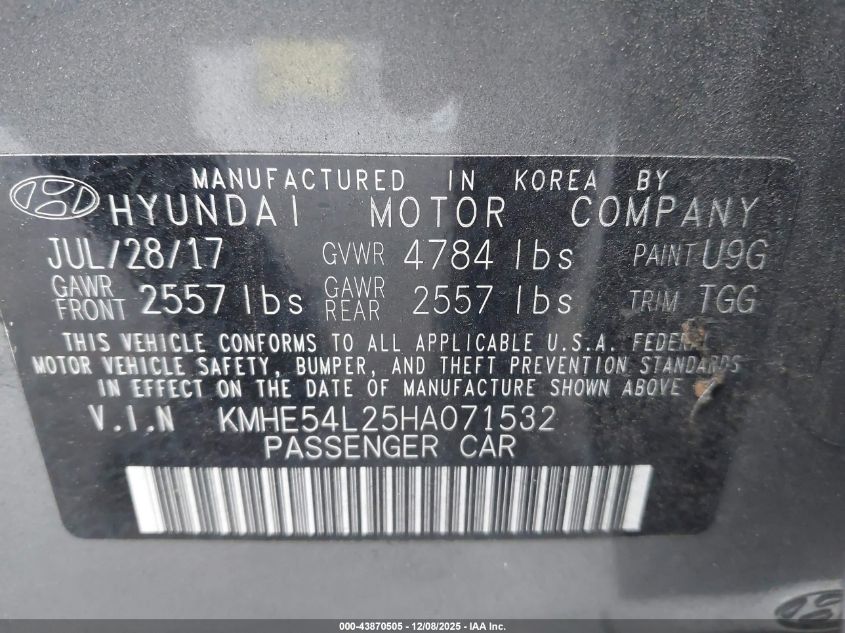 MANUFACTURED IN KOREA BY
HYUNDAI MOTOR COMPANY
JUL/28/17 GVWR 4784 lbs PAINT U9G
GAWR FRONT 2557 lbs GAWR REAR 2557 lbs TRIM TGG
THIS VEHICLE CONFORMS TO ALL APPLICABLE U.S.A. FEDERAL
MOTOR VEHICLE SAFETY, BUMPER, AND THEFT PREVENTION STANDARDS
IN EFFECT ON THE DATE OF MANUFACTURE SHOWN ABOVE
V.I.N KMHE54L25HA071532
PASSENGER CAR
000-43870505 - 12/08/2025 - IAA Inc.